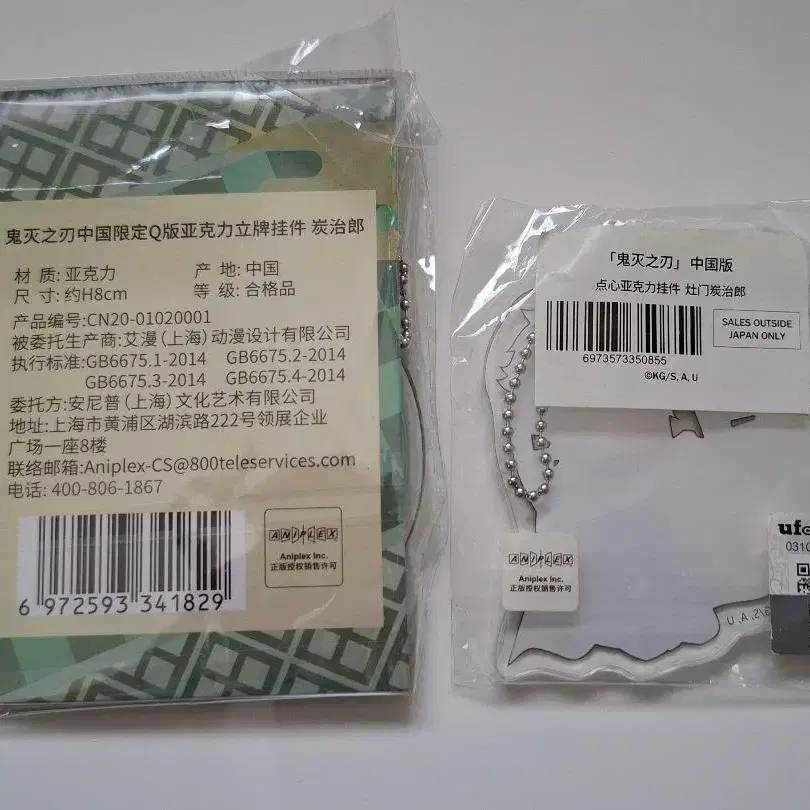 鬼灭之刃中国限定Q版亚克力立牌挂件 炭治郎
材 质: 亚克力 产 地: 中国
尺 寸: 约H8cm 等 级: 合格品
产品编号:CN20-01020001
被委托生产商:艾漫(上海)动漫设计有限公司
执行标准:GB6675.1-2014 GB6675.2-2014
GB6675.3-2014 GB6675.4-2014
委托方:安尼普(上海)文化艺术有限公司
地址:上海市黄浦区湖滨路222号领展企业
广场一座8楼
联络邮箱:Aniplex-CS@800teleservices.com
电话: 400-806-1867
6 972593 341829
ANIPLEX
Aniplex Inc.
正版授权销售许可
「鬼灭之刃」中国版
点心亚克力挂件 灶门炭治郎
6973573350855
SALES OUTSIDE
JAPAN ONLY
©KG/S, A, U
ANIPLEX
Aniplex Inc.
正版授权销售许可
0310